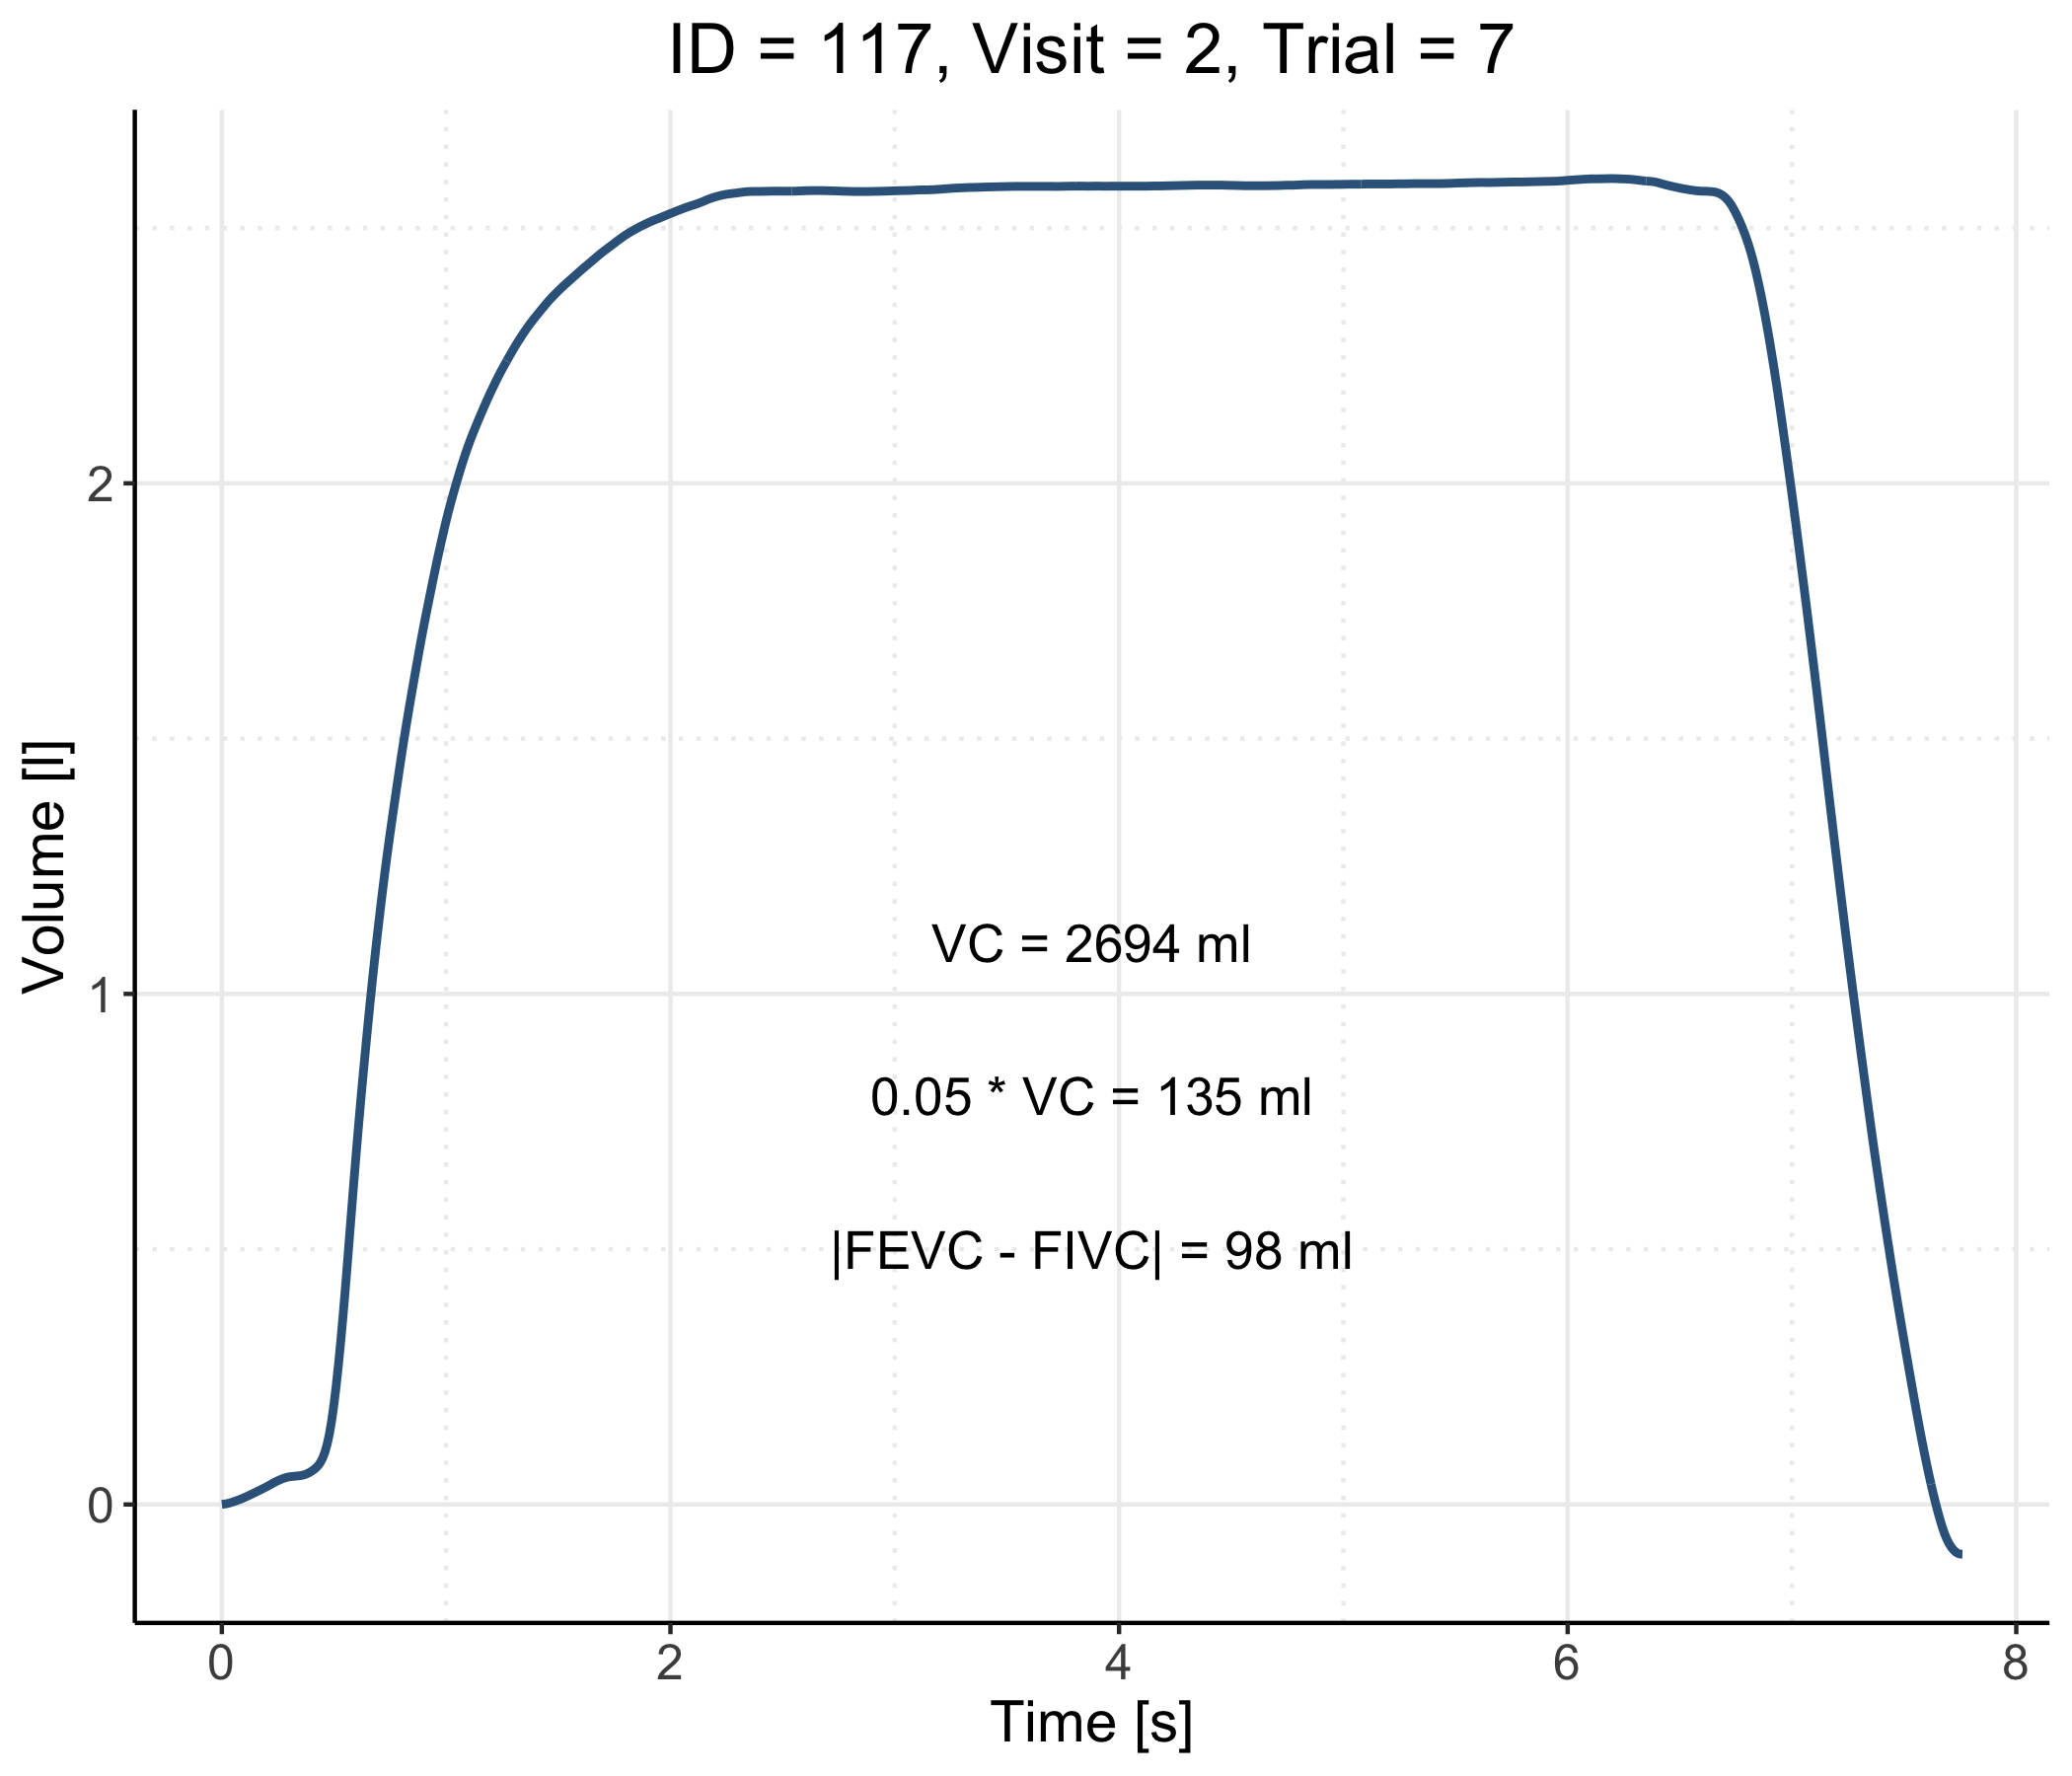 ID = 117, Visit = 2, Trial = 7
Volume [l]
2
1
0
VC = 2694 ml
0.05 * VC = 135 ml
|FEVC - FIVC| = 98 ml
0 2 4 6 8
Time [s]